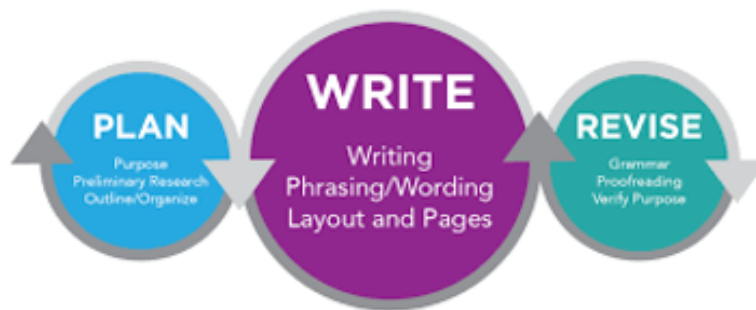 PLAN
Purpose
Preliminary Research
Outline/Organize
WRITE
Writing
Phrasing/Wording
Layout and Pages
REVISE
Grammar
Proofreading
Verify Purpose